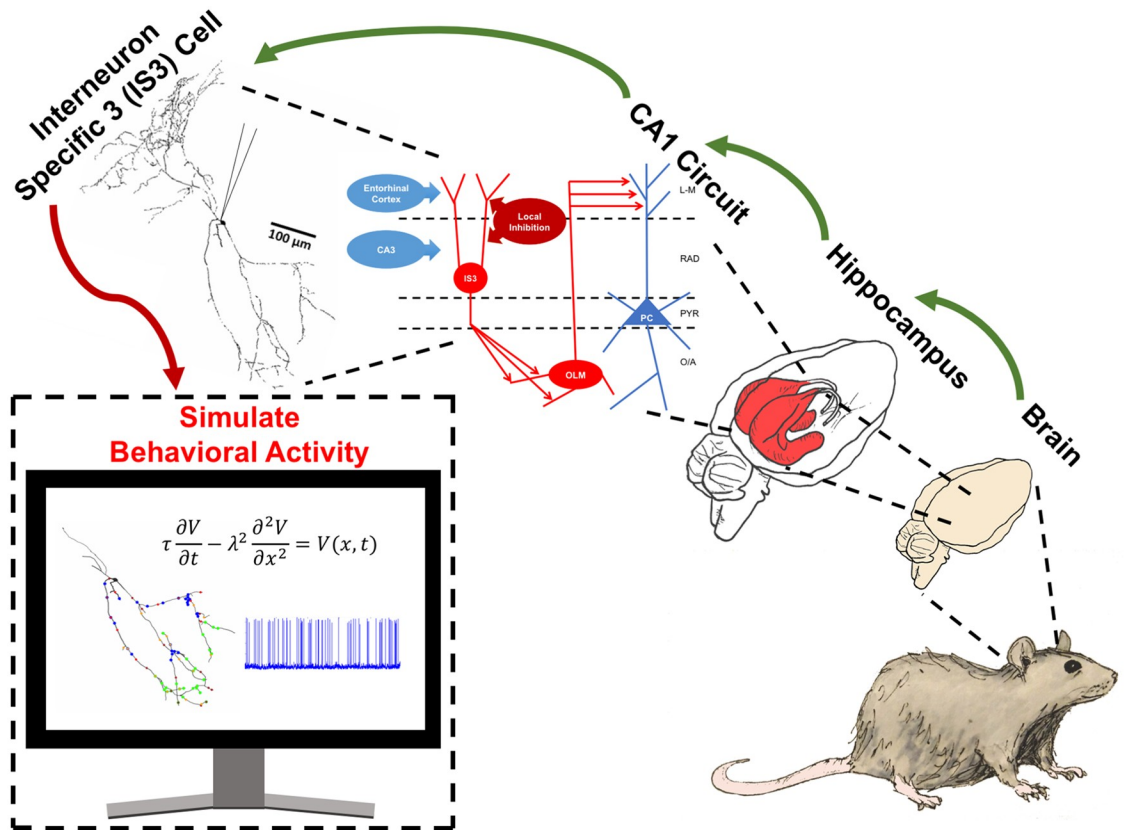 Interneuron
Specific 3 (IS3) Cell
CA1 Circuit
Hippocampus
Brain
100 µm
Entorhinal
Cortex
CA3
Local
Inhibition
IS3
OLM
PC
L-M
RAD
PYR
O/A
Simulate
Behavioral Activity
τ ∂V/∂t − λ² ∂²V/∂x² = V(x, t)